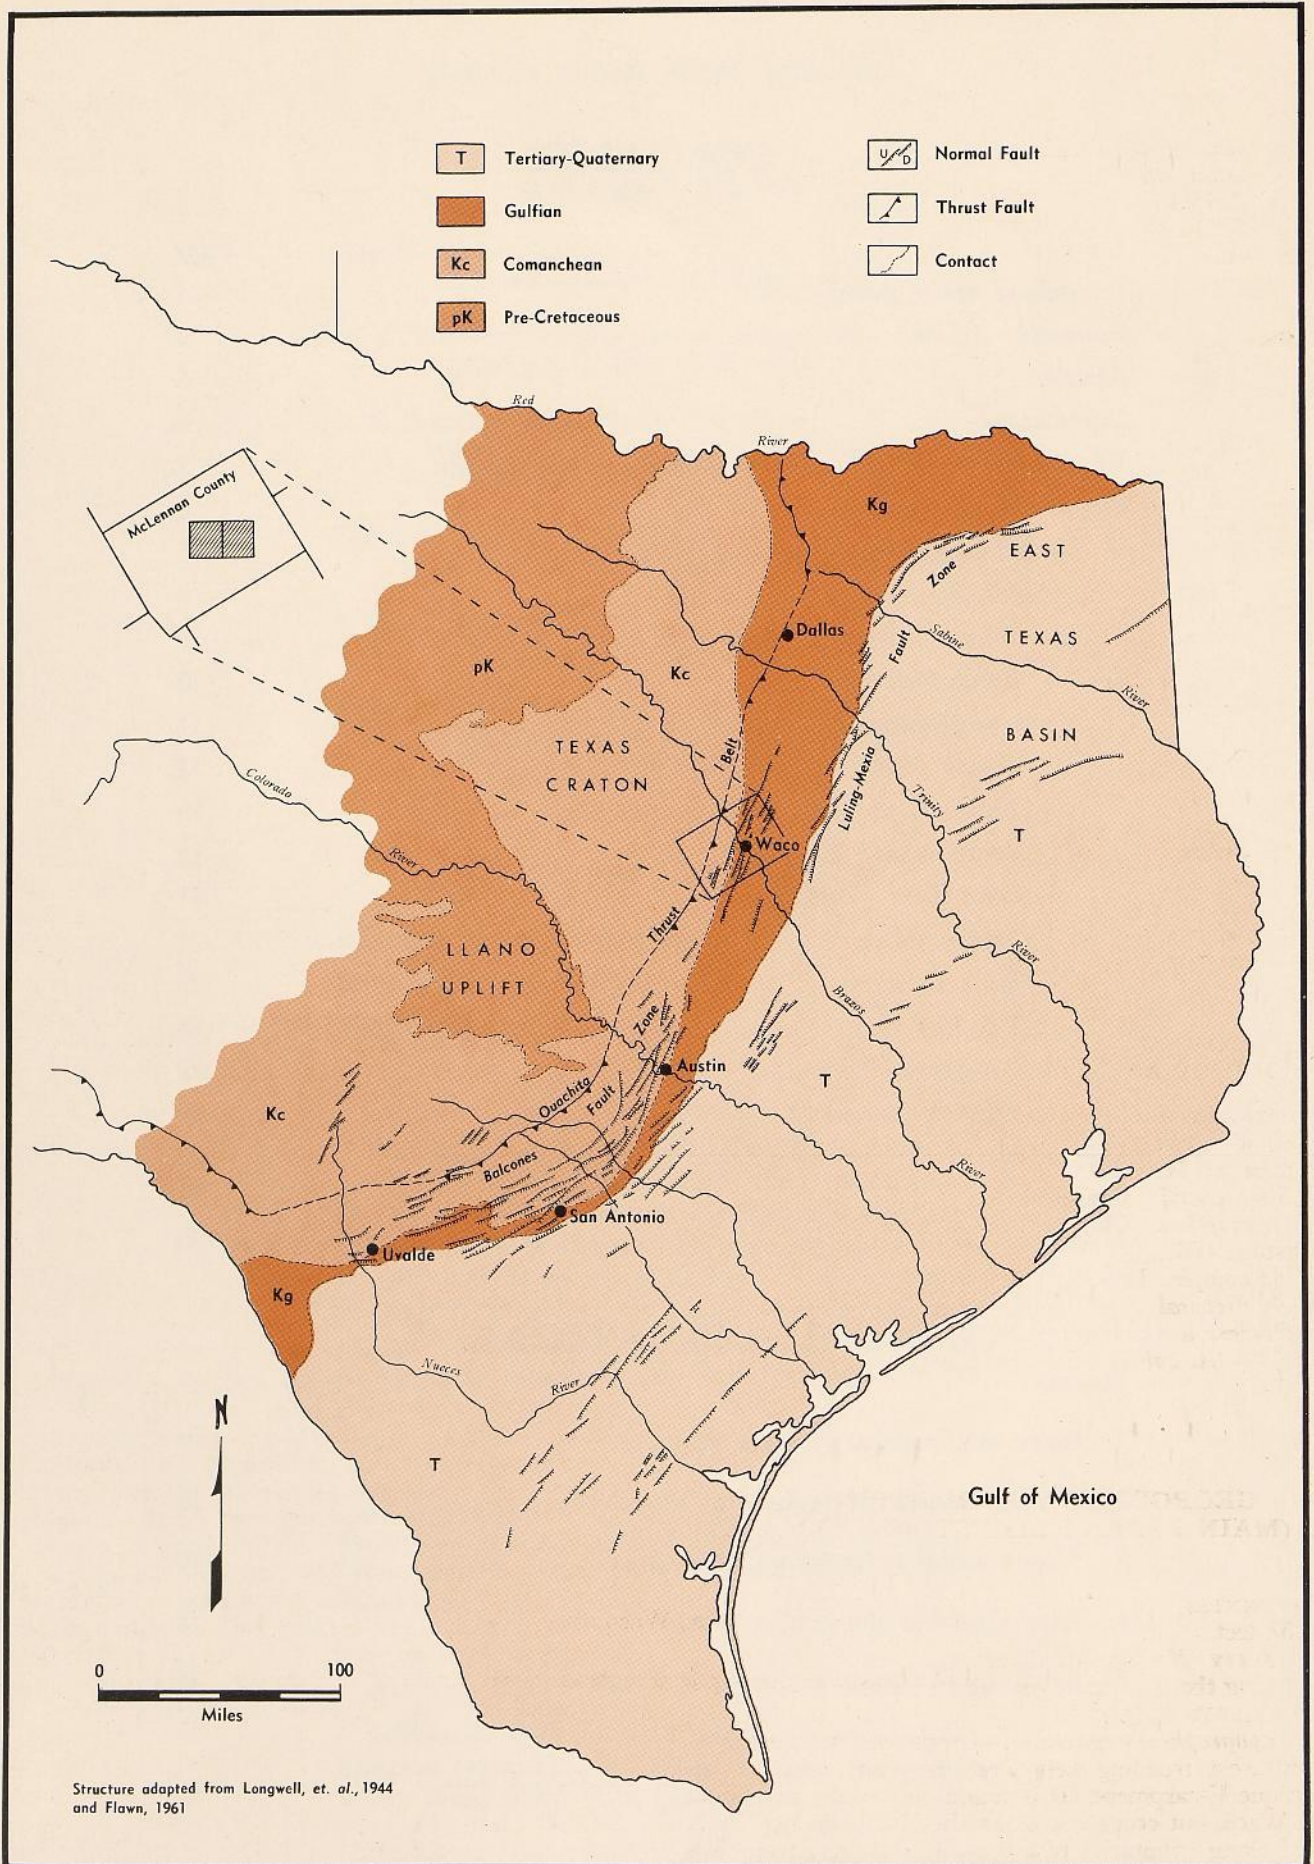 T Tertiary-Quaternary
Gulfian
Kc Comanchean
pK Pre-Cretaceous
U/D Normal Fault
Thrust Fault
Contact
Red
River
McLennan County
Kg
EAST
Zone
TEXAS
Sabine
River
Fault
Dallas
BASIN
pK
Kc
TEXAS
CRATON
Belt
Luling-Mexia
Trinity
T
Colorado
River
Waco
Thrust
LLANO
UPLIFT
River
Brazos
Zone
Austin
T
Ouachita
Fault
Kc
Balcones
River
San Antonio
Uvalde
Kg
Nueces
River
N
T
Gulf of Mexico
0 100
Miles
Structure adapted from Longwell, et. al., 1944
and Flawn, 1961